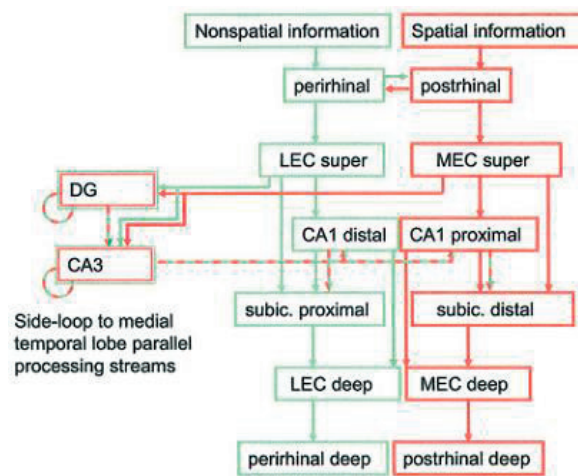 Nonspatial information
Spatial information
perirhinal
postrhinal
LEC super
MEC super
DG
CA1 distal
CA1 proximal
CA3
subic. proximal
subic. distal
Side-loop to medial
temporal lobe parallel
processing streams
LEC deep
MEC deep
perirhinal deep
postrhinal deep